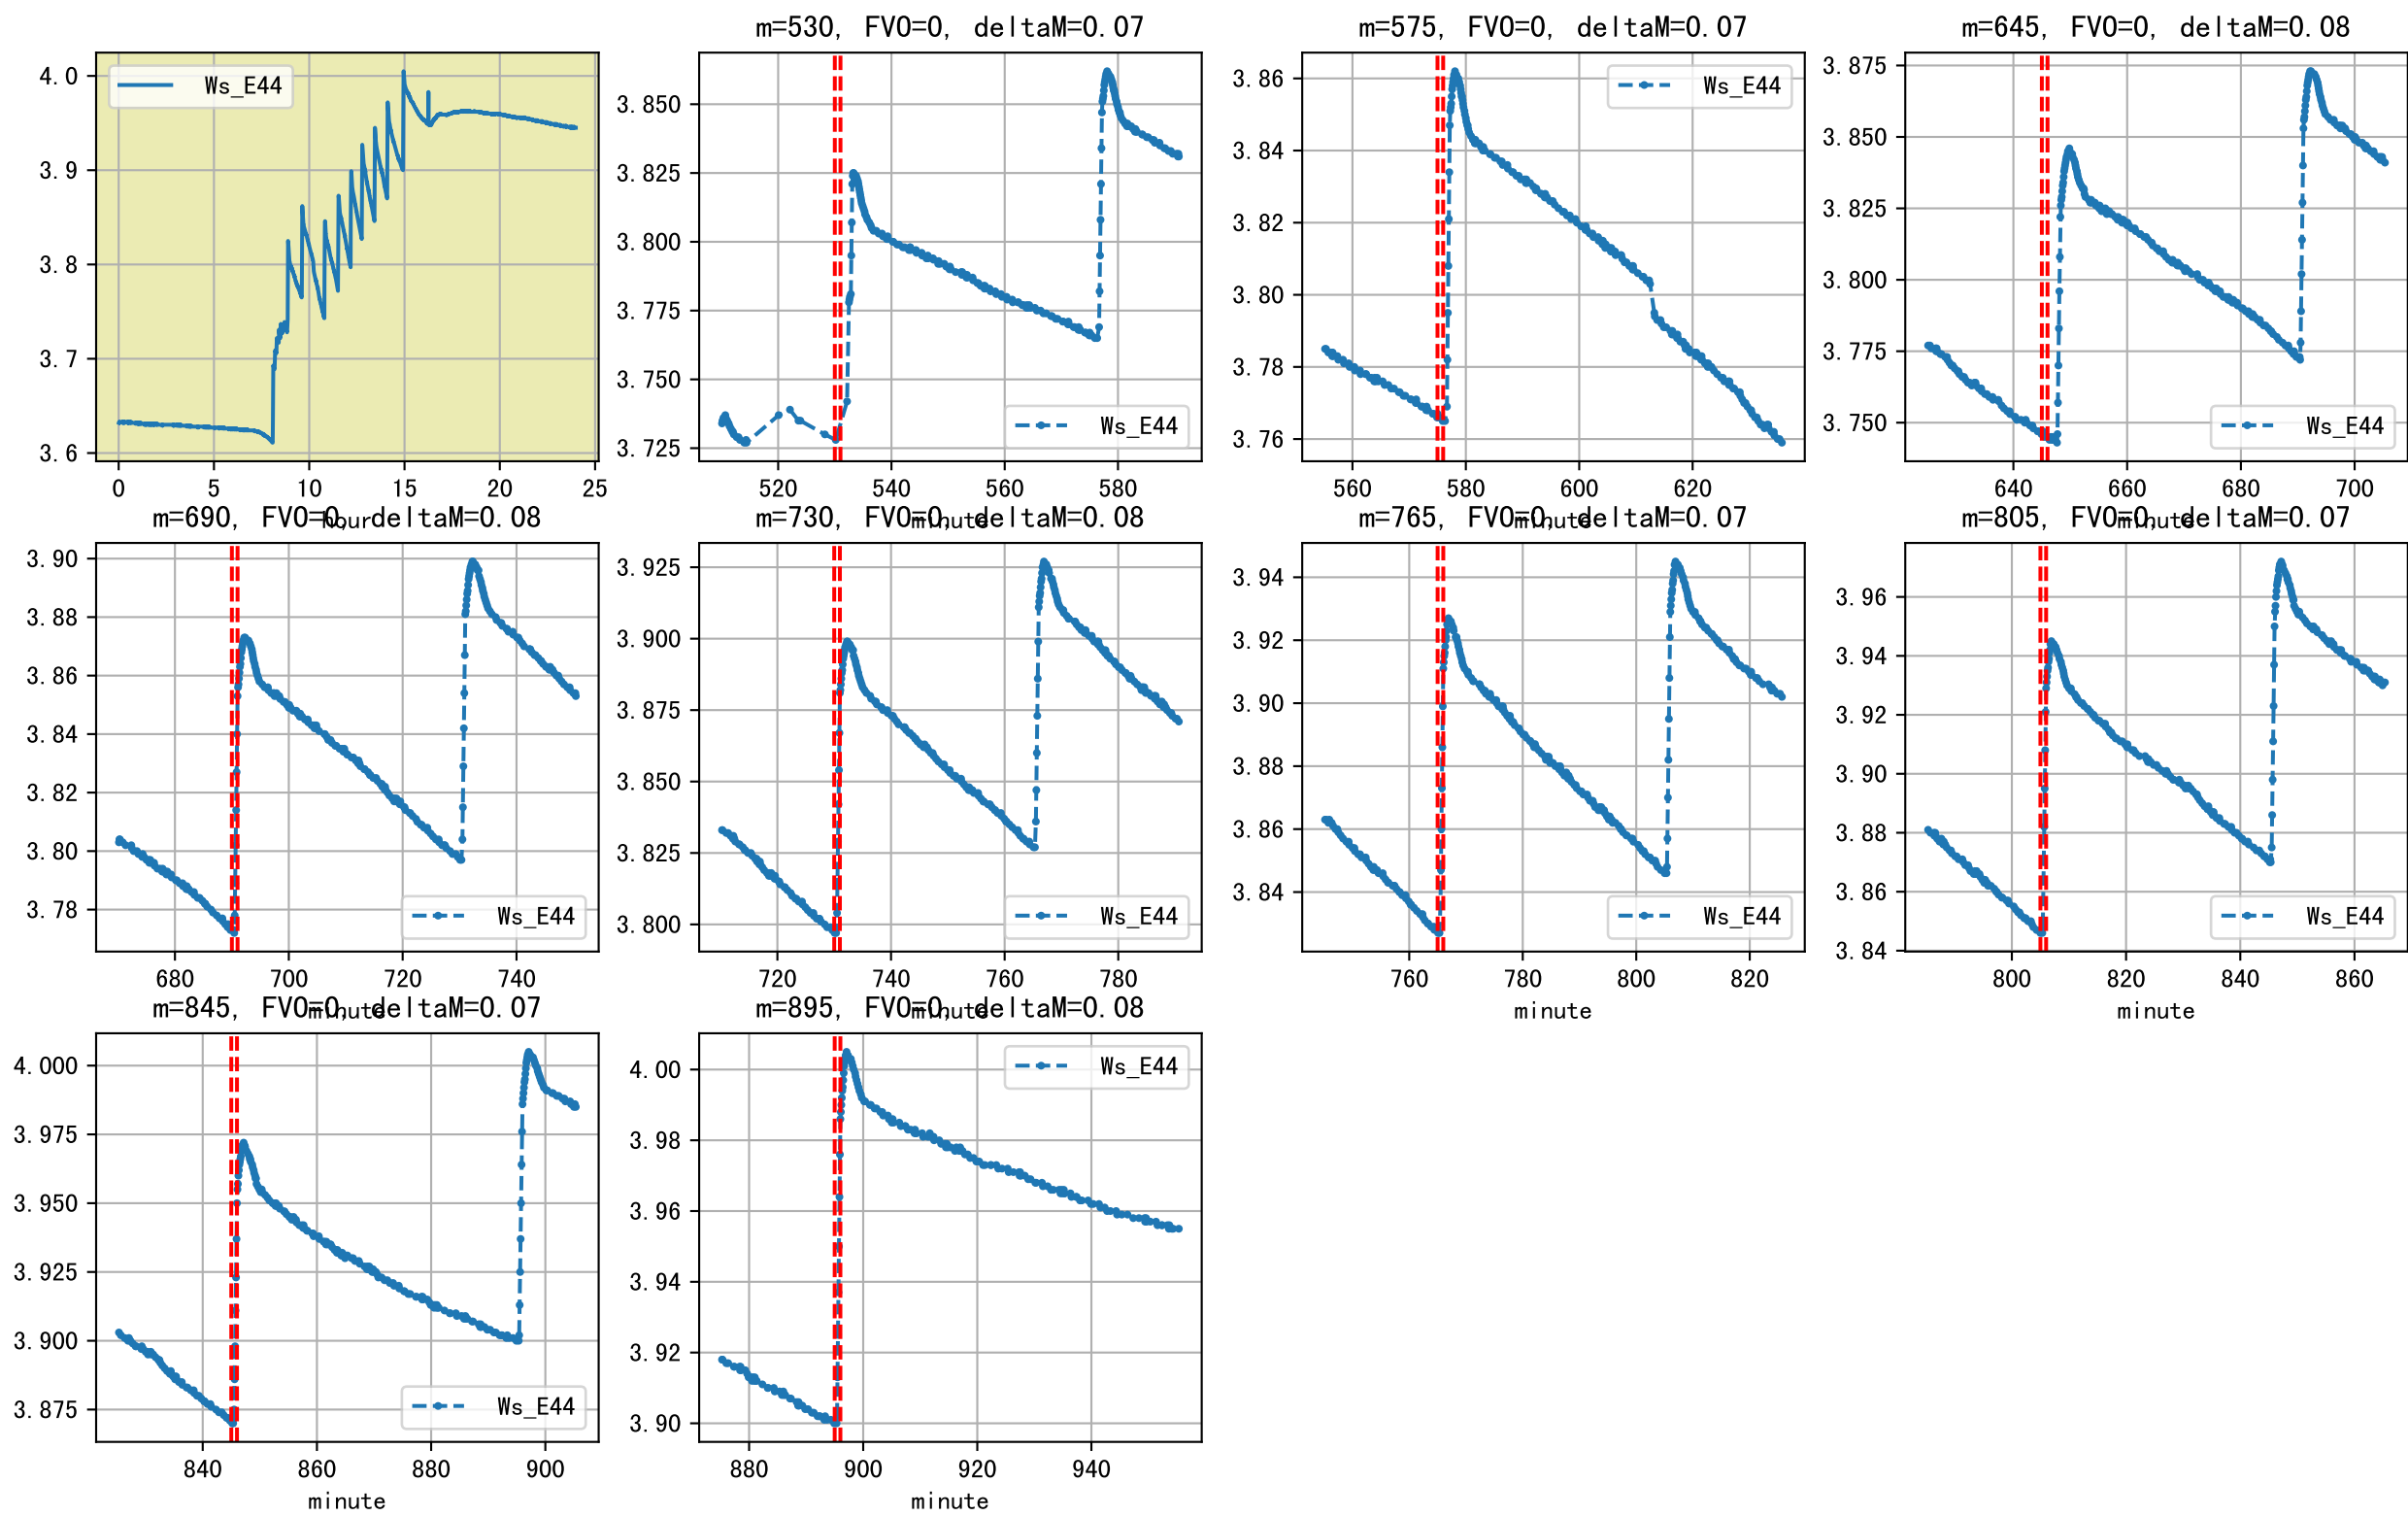 m=530, FVO=0, deltaM=0.07
m=575, FVO=0, deltaM=0.07
m=645, FVO=0, deltaM=0.08
4.0
3.9
3.8
3.7
3.6
Ws_E44
0 5 10 15 20 25
hour
3.850
3.825
3.800
3.775
3.750
3.725
Ws_E44
520 540 560 580
minute
3.86
3.84
3.82
3.80
3.78
3.76
Ws_E44
560 580 600 620
minute
3.875
3.850
3.825
3.800
3.775
3.750
Ws_E44
640 660 680 700
minute
m=690, FVO=0, deltaM=0.08
3.90
3.88
3.86
3.84
3.82
3.80
3.78
Ws_E44
680 700 720 740
minute
m=730, FVO=0, deltaM=0.08
3.925
3.900
3.875
3.850
3.825
3.800
Ws_E44
720 740 760 780
minute
m=765, FVO=0, deltaM=0.07
3.94
3.92
3.90
3.88
3.86
3.84
Ws_E44
760 780 800 820
minute
m=805, FVO=0, deltaM=0.07
3.96
3.94
3.92
3.90
3.88
3.86
3.84
Ws_E44
800 820 840 860
minute
m=845, FVO=0, deltaM=0.07
4.000
3.975
3.950
3.925
3.900
3.875
Ws_E44
840 860 880 900
minute
m=895, FVO=0, deltaM=0.08
4.00
3.98
3.96
3.94
3.92
3.90
Ws_E44
880 900 920 940
minute